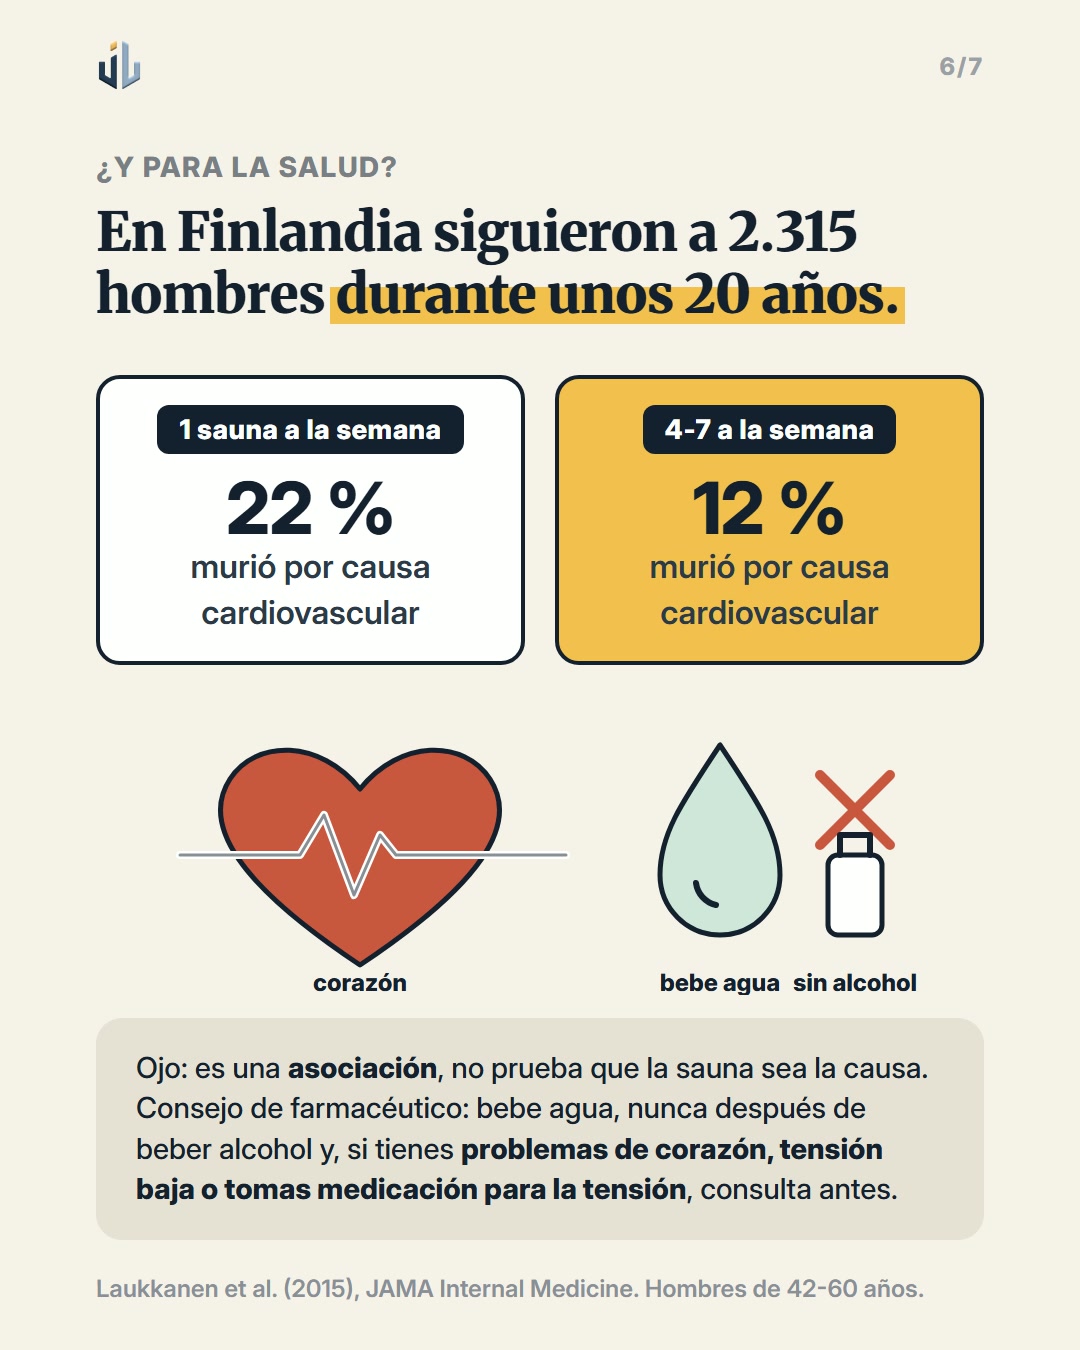 6/7
¿Y PARA LA SALUD?
En Finlandia siguieron a 2.315
hombres durante unos 20 años.
1 sauna a la semana
22 %
murió por causa
cardiovascular
4-7 a la semana
12 %
murió por causa
cardiovascular
corazón
bebe agua
sin alcohol
Ojo: es una asociación, no prueba que la sauna sea la causa.
Consejo de farmacéutico: bebe agua, nunca después de
beber alcohol y, si tienes problemas de corazón, tensión
baja o tomas medicación para la tensión, consulta antes.
Laukkanen et al. (2015), JAMA Internal Medicine. Hombres de 42-60 años.